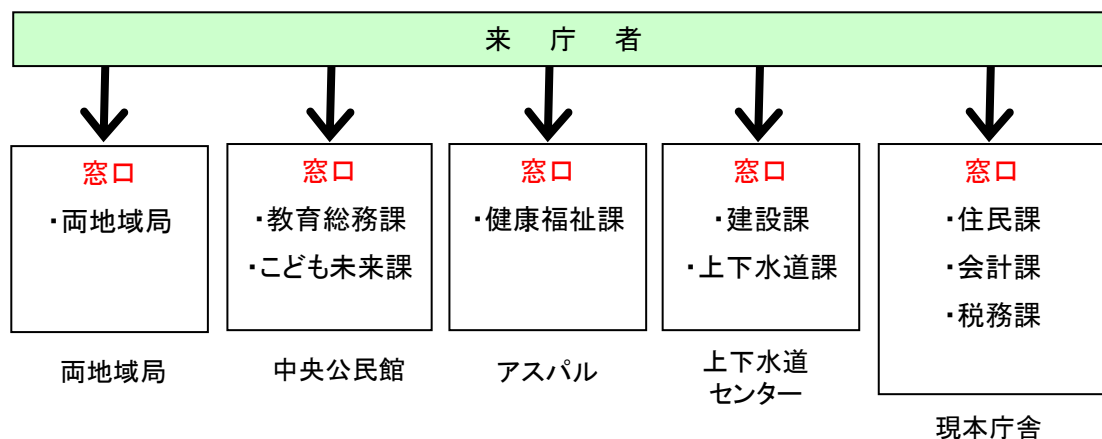 来 庁 者
窓口
・両地域局
両地域局
窓口
・教育総務課
・こども未来課
中央公民館
窓口
・健康福祉課
アスパル
窓口
・建設課
・上下水道課
上下水道
センター
窓口
・住民課
・会計課
・税務課
現本庁舎